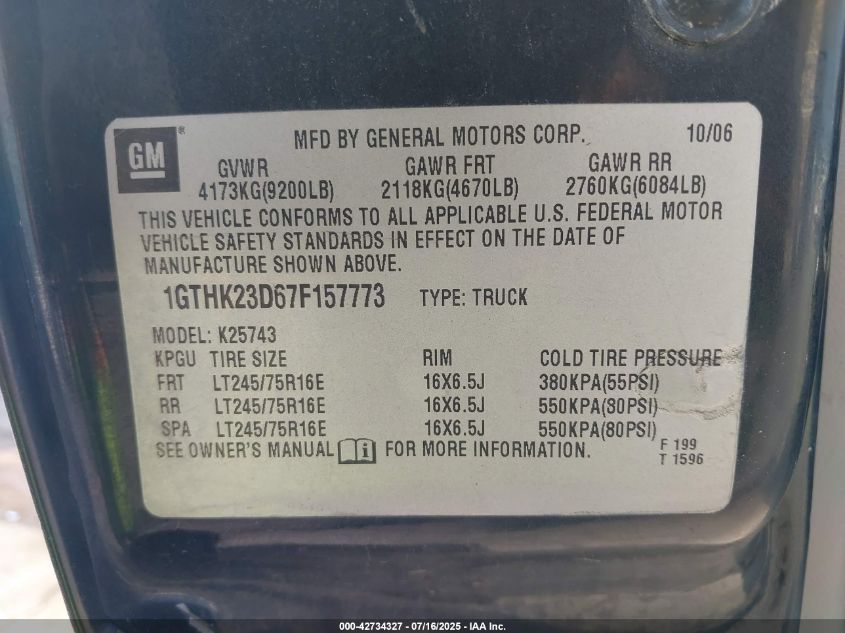 GM ®
MFD BY GENERAL MOTORS CORP. 10/06
GVWR GAWR FRT GAWR RR
4173KG(9200LB) 2118KG(4670LB) 2760KG(6084LB)
THIS VEHICLE CONFORMS TO ALL APPLICABLE U.S. FEDERAL MOTOR
VEHICLE SAFETY STANDARDS IN EFFECT ON THE DATE OF
MANUFACTURE SHOWN ABOVE.
1GTHK23D67F157773 TYPE: TRUCK
MODEL: K25743
KPGU TIRE SIZE RIM COLD TIRE PRESSURE
FRT LT245/75R16E 16X6.5J 380KPA(55PSI)
RR LT245/75R16E 16X6.5J 550KPA(80PSI)
SPA LT245/75R16E 16X6.5J 550KPA(80PSI)
SEE OWNER'S MANUAL i FOR MORE INFORMATION.
F 199
T 1596
000-42734327 - 07/16/2025 - IAA Inc.